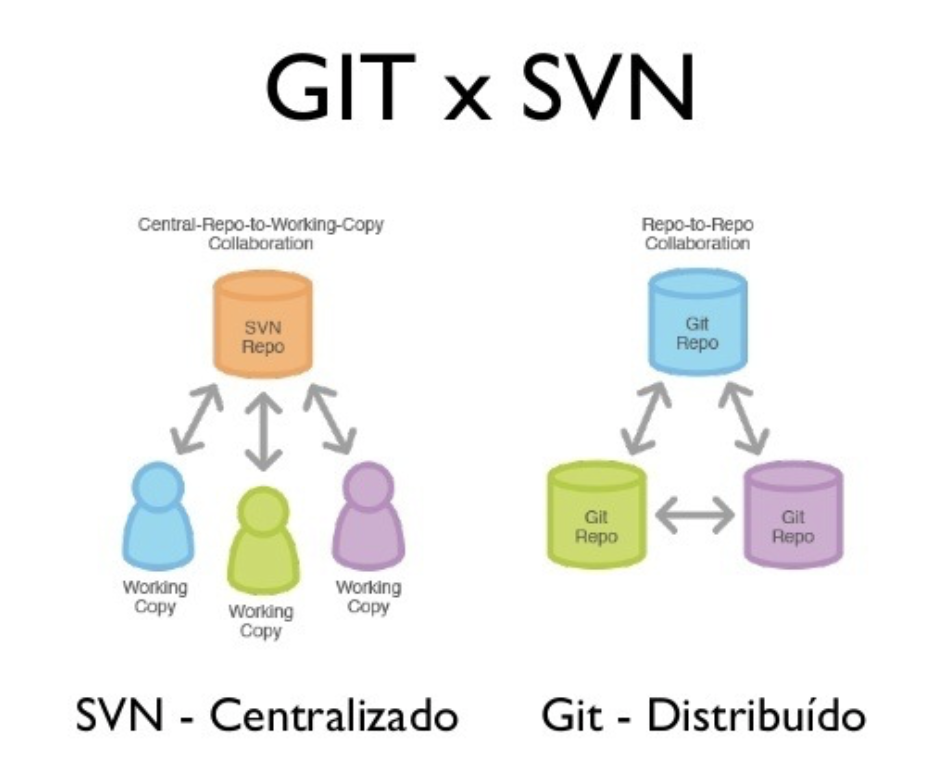 GIT x SVN
Central-Repo-to-Working-Copy
Collaboration
SVN
Repo
Working
Copy
Working
Copy
Working
Copy
SVN - Centralizado
Repo-to-Repo
Collaboration
Git
Repo
Git
Repo
Git
Repo
Git - Distribuído